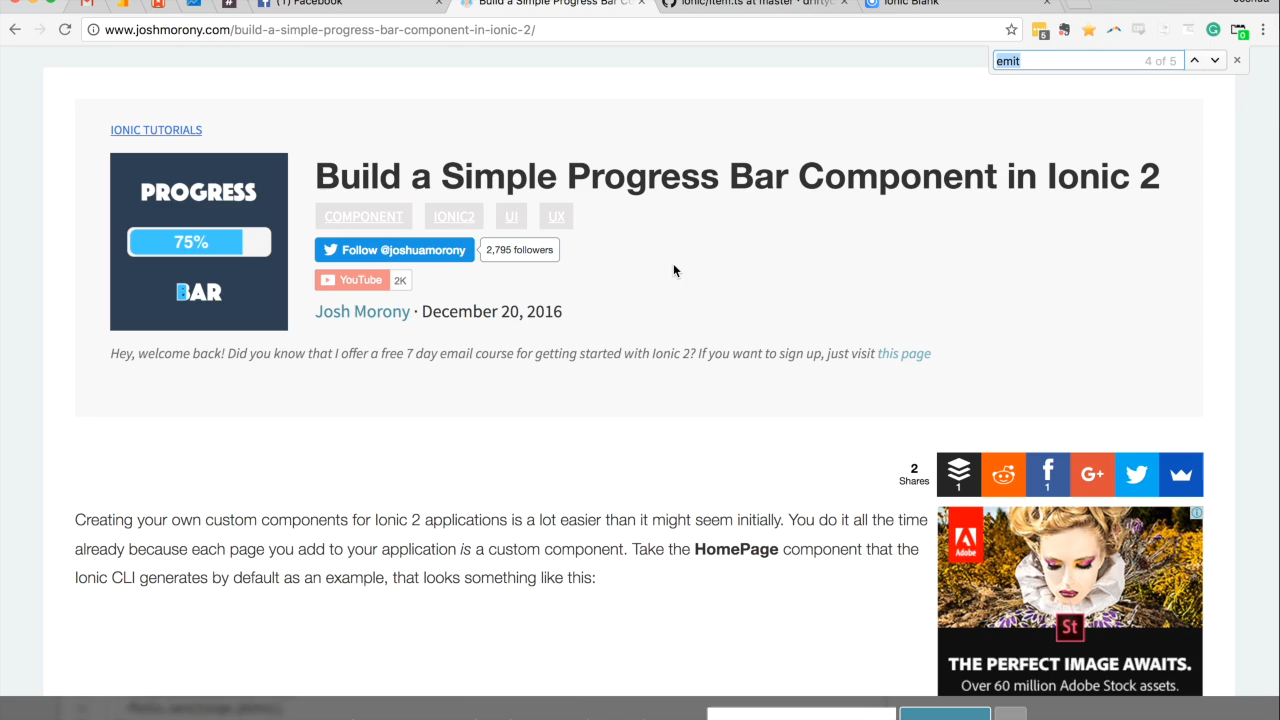 (1) Facebook
Build a Simple Progress Bar C
ionic/item.ts at master · drifty
Ionic Blank
www.joshmorony.com/build-a-simple-progress-bar-component-in-ionic-2/
5
0
emit
4 of 5
IONIC TUTORIALS
PROGRESS
75%
BAR
Build a Simple Progress Bar Component in Ionic 2
COMPONENT IONIC2 UI UX
Follow @joshuamorony
2,795 followers
YouTube 2K
Josh Morony · December 20, 2016
Hey, welcome back! Did you know that I offer a free 7 day email course for getting started with Ionic 2? If you want to sign up, just visit this page
2
Shares
1
f
1
G+
Creating your own custom components for Ionic 2 applications is a lot easier than it might seem initially. You do it all the time
already because each page you add to your application is a custom component. Take the HomePage component that the
Ionic CLI generates by default as an example, that looks something like this:
Adobe
St
THE PERFECT IMAGE AWAITS.
Over 60 million Adobe Stock assets.